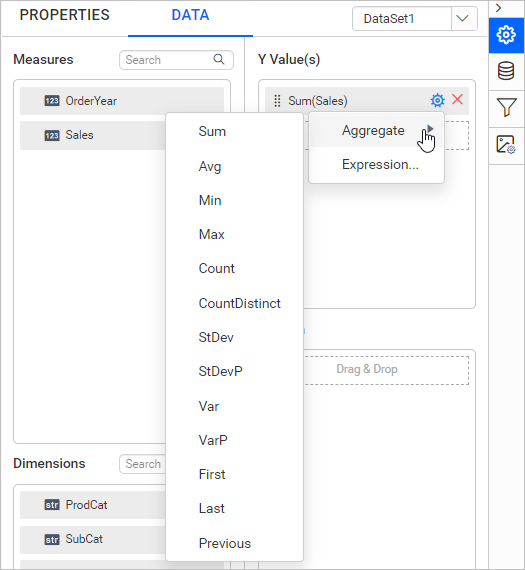 PROPERTIES
DATA
DataSet1
Measures
Search
Y Value(s)
123 OrderYear
123 Sales
Sum(Sales)
Aggregate
Expression...
Sum
Avg
Min
Max
Count
CountDistinct
StDev
StDevP
Var
VarP
First
Last
Previous
Drag & Drop
Dimensions
Search
str ProdCat
str SubCat